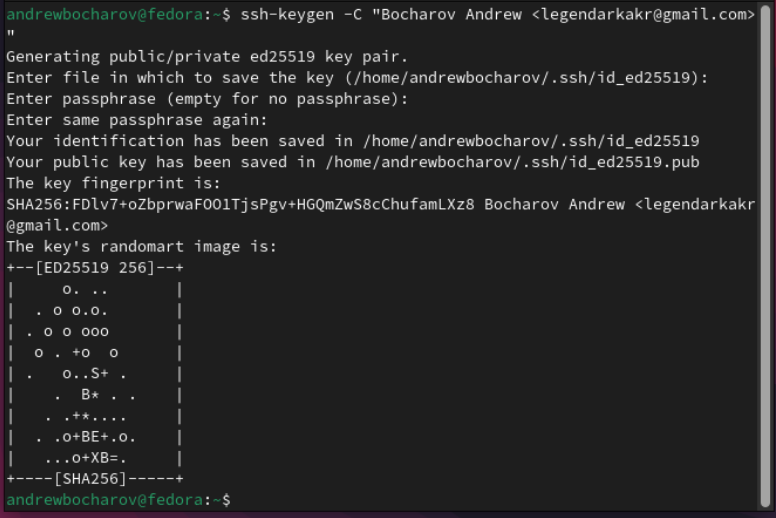 andrewbocharov@fedora:~$ ssh-keygen -C "Bocharov Andrew <legendarkakr@gmail.com>
"
Generating public/private ed25519 key pair.
Enter file in which to save the key (/home/andrewbocharov/.ssh/id_ed25519):
Enter passphrase (empty for no passphrase):
Enter same passphrase again:
Your identification has been saved in /home/andrewbocharov/.ssh/id_ed25519
Your public key has been saved in /home/andrewbocharov/.ssh/id_ed25519.pub
The key fingerprint is:
SHA256:FDlv7+oZbprwaFOO1TjsPgv+HGQmZwS8cChufamLXz8 Bocharov Andrew <legendarkakr
@gmail.com>
The key's randomart image is:
+--[ED25519 256]--+
|      o. ..      |
|   . o o.o.      |
|  . o o ooo      |
|   o . +o  o     |
|  .   o..S+ .    |
|     .  B* . .   |
|    . .+*....    |
|   . .o+BE+.o.   |
|    ...o+XB=.    |
+----[SHA256]-----+
andrewbocharov@fedora:~$